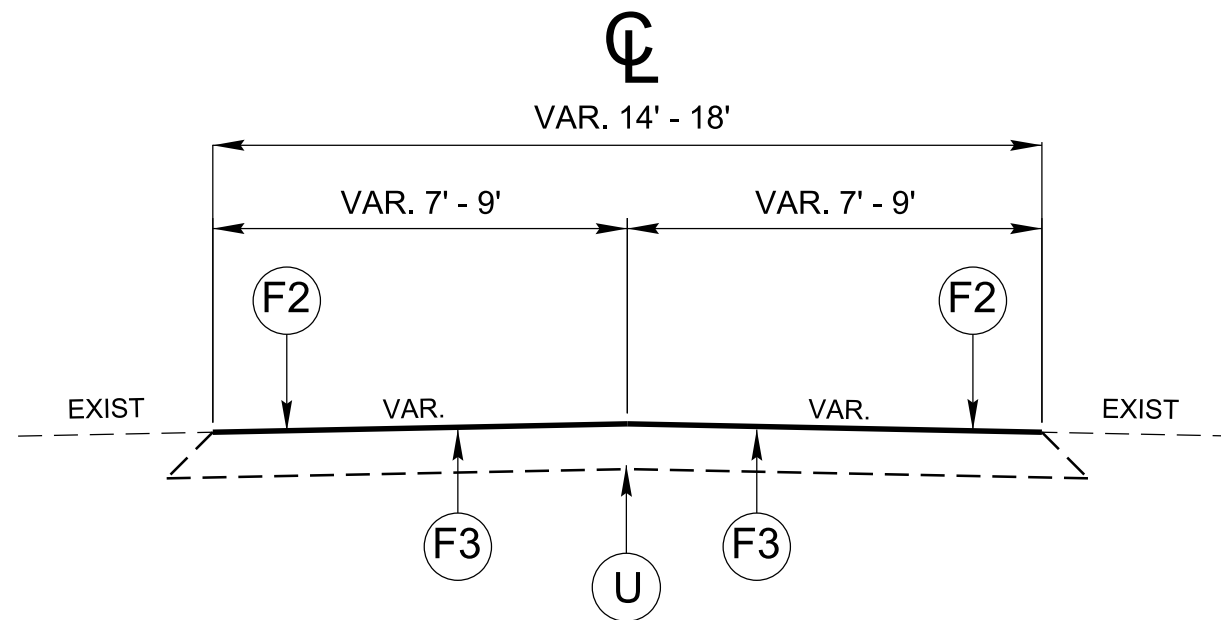 ℄
VAR. 14' - 18'
VAR. 7' - 9' VAR. 7' - 9'
F2 F2
EXIST VAR. VAR. EXIST
F3 F3
U